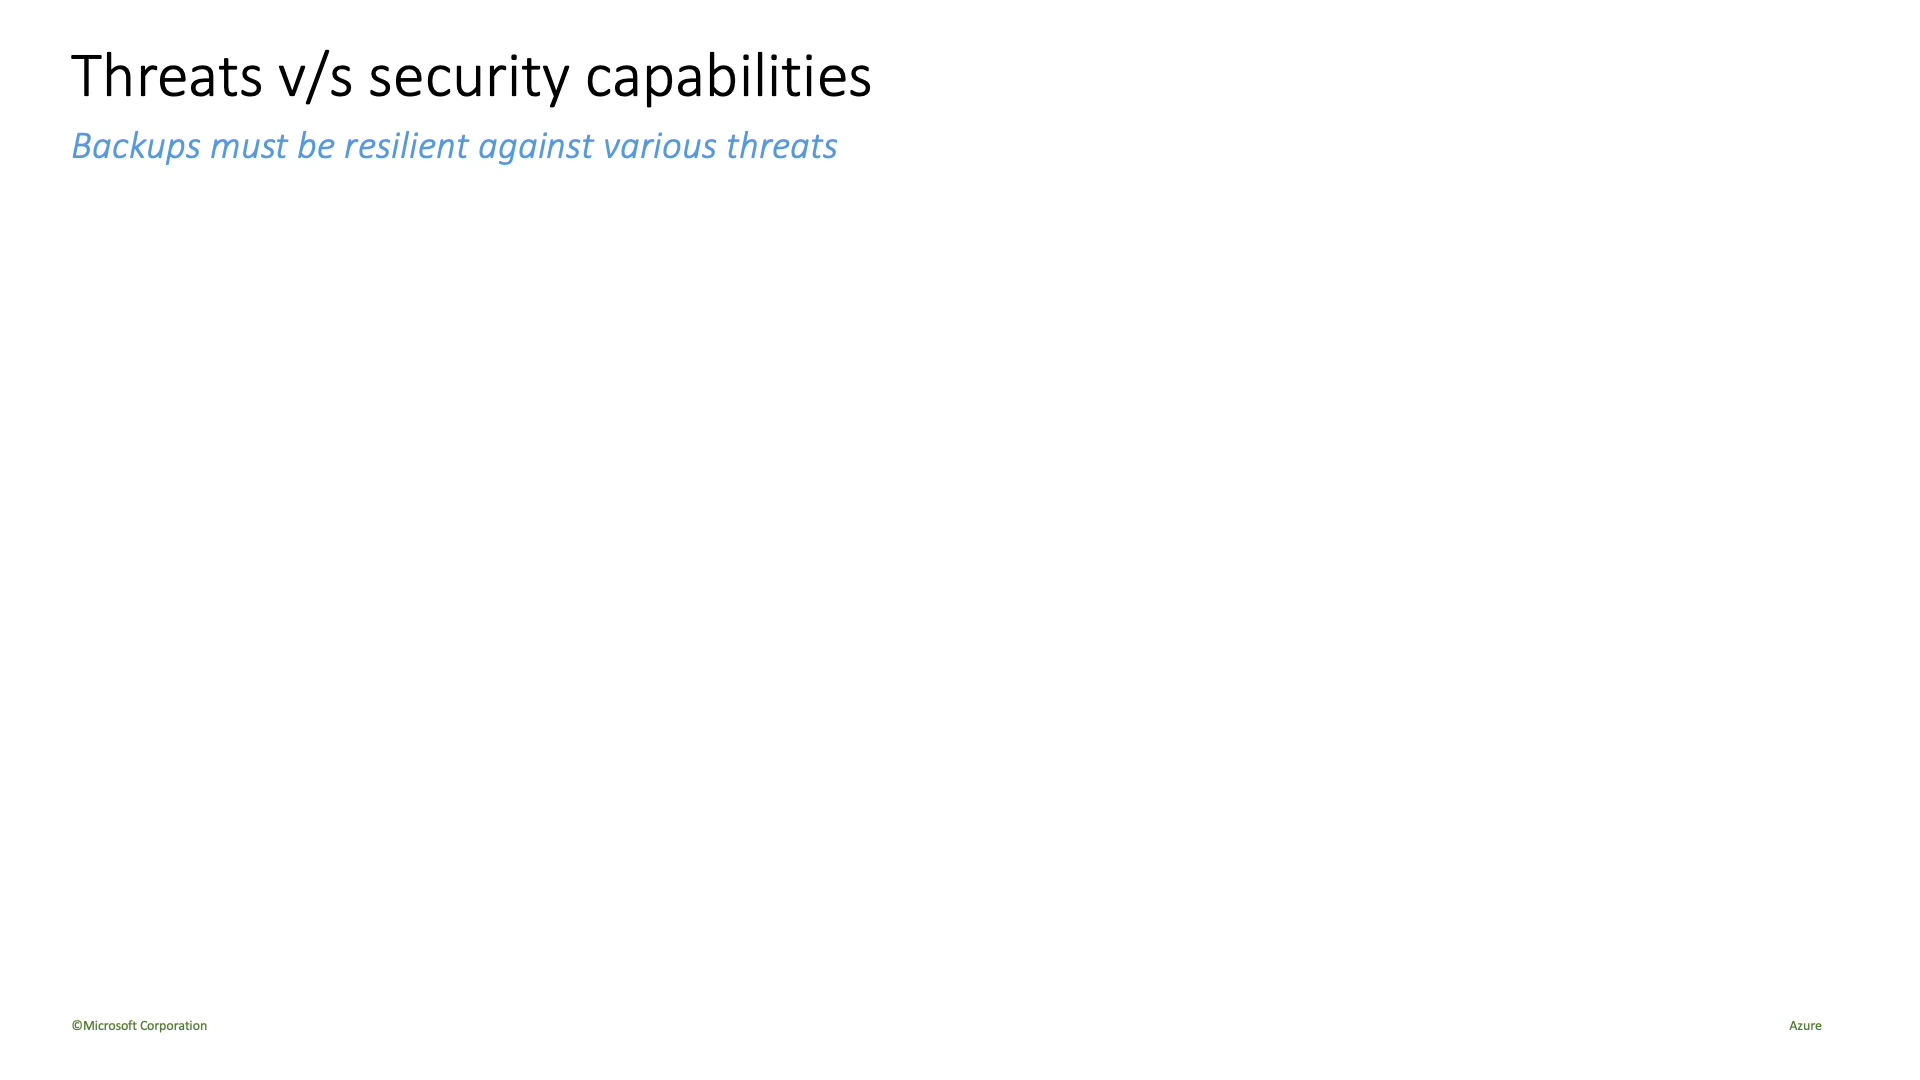 Threats v/s security capabilities
Backups must be resilient against various threats
©Microsoft Corporation
Azure